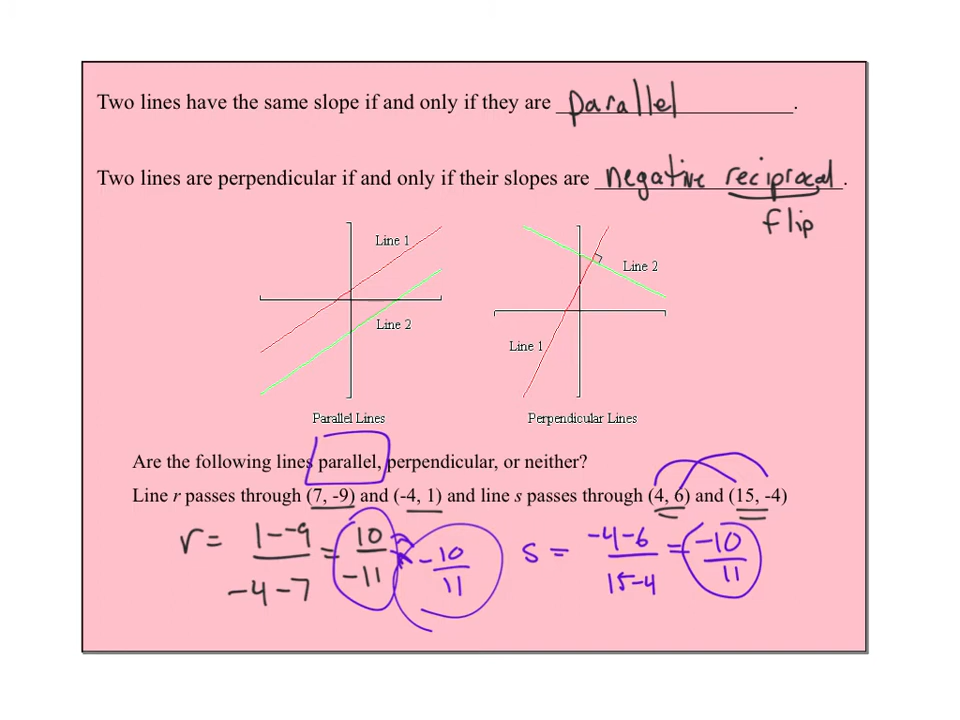 Two lines have the same slope if and only if they are parallel.
Two lines are perpendicular if and only if their slopes are negative reciprocal.
flip
Line 1
Line 2
Parallel Lines
Line 2
Line 1
Perpendicular Lines
Are the following lines parallel, perpendicular, or neither?
Line r passes through (7, -9) and (-4, 1) and line s passes through (4, 6) and (15, -4)
r = 1--9 / -4-7 = 10 / -11 -10 / 11
s = -4-6 / 15-4 = -10 / 11